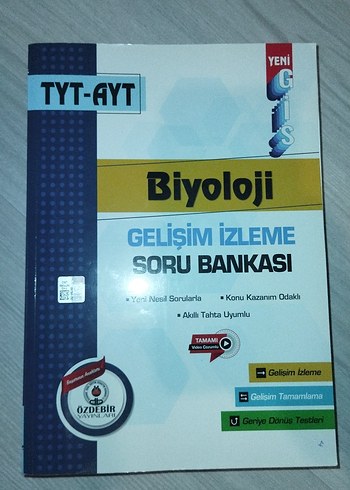 YENİ
GİS
TYT-AYT
Biyoloji
GELİŞİM İZLEME
SORU BANKASI
• Yeni Nesil Sorularla • Konu Kazanım Odaklı
• Akıllı Tahta Uyumlu
TAMAMI
Video Çözümlü
Gelişim İzleme
Gelişim Tamamlama
Geriye Dönüş Testleri
ÖZDEBİR
YAYINLARI